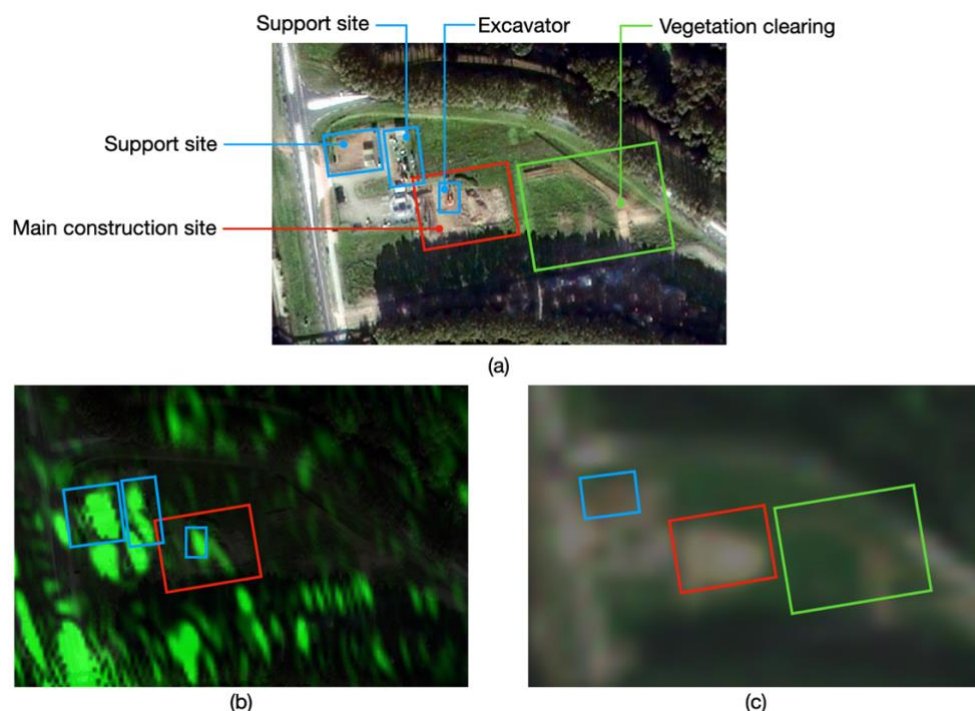 Support site
Excavator
Vegetation clearing
Support site
Main construction site
(a)
(b)
(c)